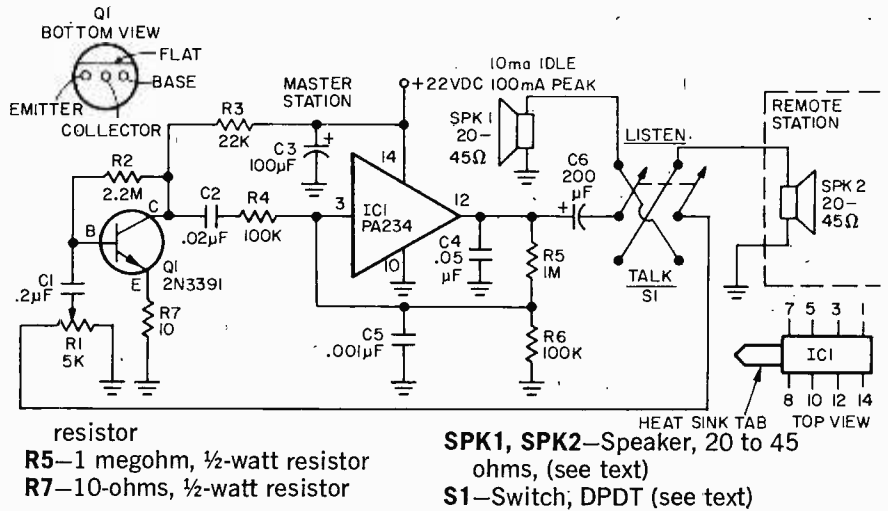 Q1
BOTTOM VIEW
FLAT
BASE
EMITTER
COLLECTOR
MASTER
STATION
R3
22K
C3
100µF
+
+22VDC
10ma IDLE
100mA PEAK
SPK 1
20-
45Ω
LISTEN
REMOTE
STATION
SPK2
20-
45Ω
R2
2.2M
C
B
E
Q1
2N3391
C2
.02µF
R4
100K
3
14
IC1
PA234
12
10
C6
200
µF
+
C4
.05
µF
R5
1M
TALK
S1
C1
.2µF
R1
5K
R7
10
C5
.001µF
R6
100K
7 5 3 1
IC1
8 10 12 14
HEAT SINK TAB
TOP VIEW
resistor
R5—1 megohm, ½-watt resistor
R7—10-ohms, ½-watt resistor
SPK1, SPK2—Speaker, 20 to 45
ohms, (see text)
S1—Switch, DPDT (see text)